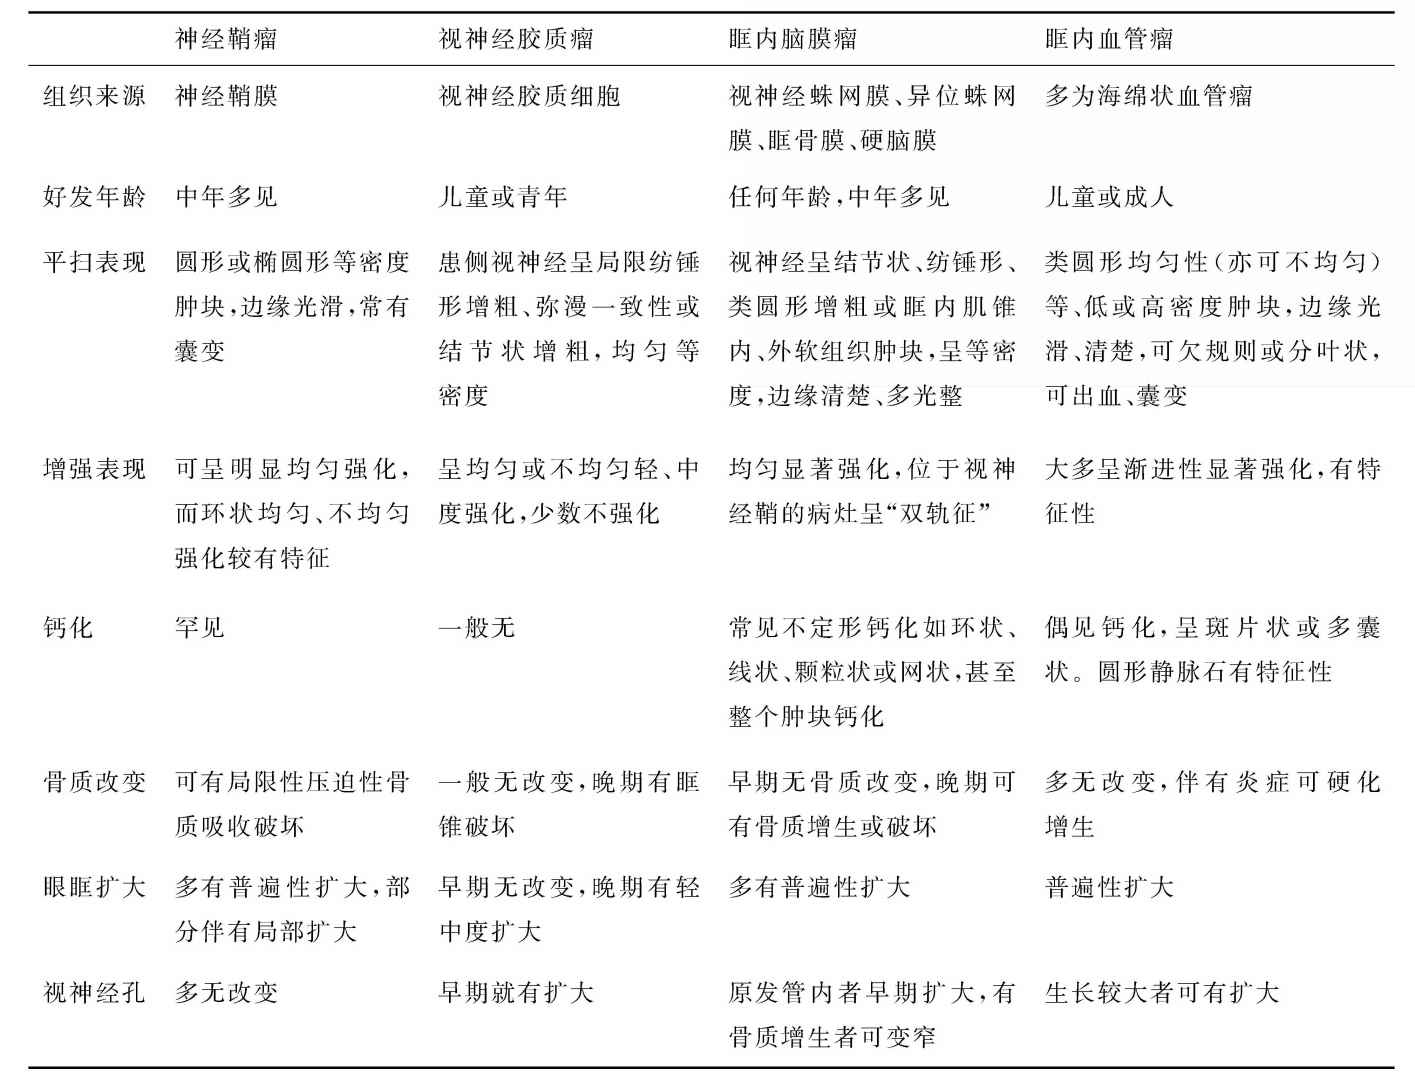 神经鞘瘤 视神经胶质瘤 眶内脑膜瘤 眶内血管瘤
组织来源 神经鞘膜 视神经胶质细胞 视神经蛛网膜、异位蛛网 多为海绵状血管瘤
膜、眶骨膜、硬脑膜
好发年龄 中年多见 儿童或青年 任何年龄,中年多见 儿童或成人
平扫表现 圆形或椭圆形等密度 患侧视神经呈局限纺锤 视神经呈结节状、纺锤形、 类圆形均匀性(亦可不均匀)
肿块,边缘光滑,常有 形增粗、弥漫一致性或 类圆形增粗或眶内肌锥 等、低或高密度肿块,边缘光
囊变 结节状增粗,均匀等 内、外软组织肿块,呈等密 滑、清楚,可欠规则或分叶状,
密度 度,边缘清楚、多光整 可出血、囊变
增强表现 可呈明显均匀强化, 呈均匀或不均匀轻、中 均匀显著强化,位于视神 大多呈渐进性显著强化,有特
而环状均匀、不均匀 度强化,少数不强化 经鞘的病灶呈“双轨征” 征性
强化较有特征
钙化 罕见 一般无 常见不定形钙化如环状、 偶见钙化,呈斑片状或多囊
线状、颗粒状或网状,甚至 状。圆形静脉石有特征性
整个肿块钙化
骨质改变 可有局限性压迫性骨 一般无改变,晚期有眶 早期无骨质改变,晚期可 多无改变,伴有炎症可硬化
质吸收破坏 锥破坏 有骨质增生或破坏 增生
眼眶扩大 多有普遍性扩大,部 早期无改变,晚期有轻 多有普遍性扩大 普遍性扩大
分伴有局部扩大 中度扩大
视神经孔 多无改变 早期就有扩大 原发管内者早期扩大,有 生长较大者可有扩大
骨质增生者可变窄